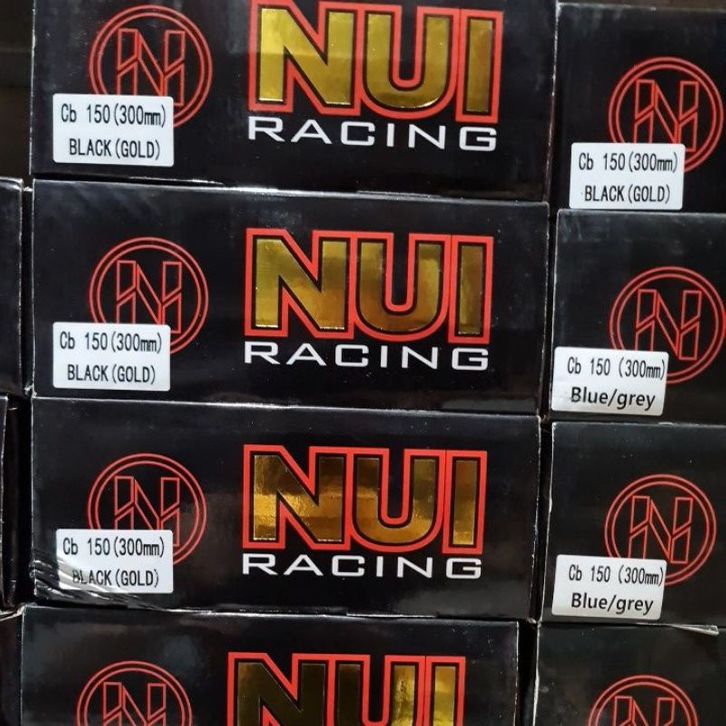 NUI
RACING
Cb 150(300mm)
BLACK(GOLD)
Cb 150(300mm)
BLACK(GOLD)
NUI
RACING
Cb 150(300mm)
BLACK(GOLD)
Cb 150 (300mm)
Blue/grey
NUI
RACING
Cb 150(300mm)
BLACK(GOLD)
Cb 150 (300mm)
Blue/grey
NUI